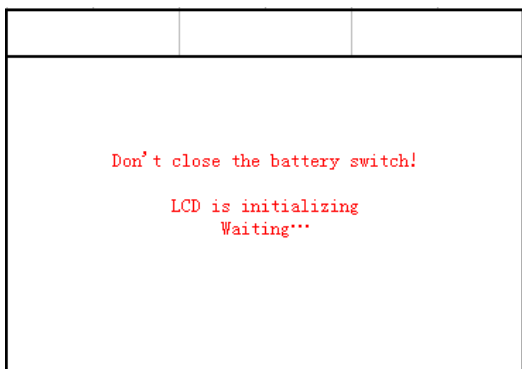 Don't close the battery switch!
LCD is initializing
Waiting…